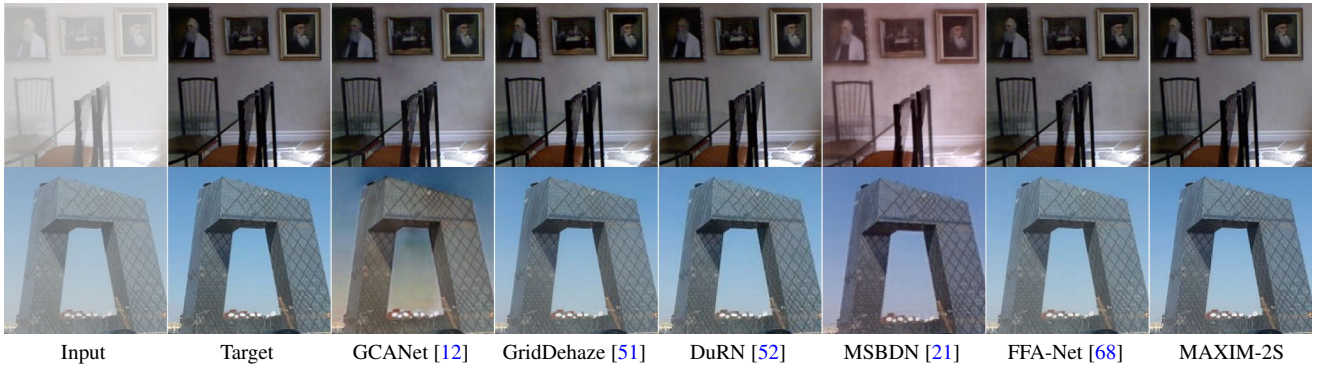 Input Target GCANet [12] GridDehaze [51] DuRN [52] MSBDN [21] FFA-Net [68] MAXIM-2S